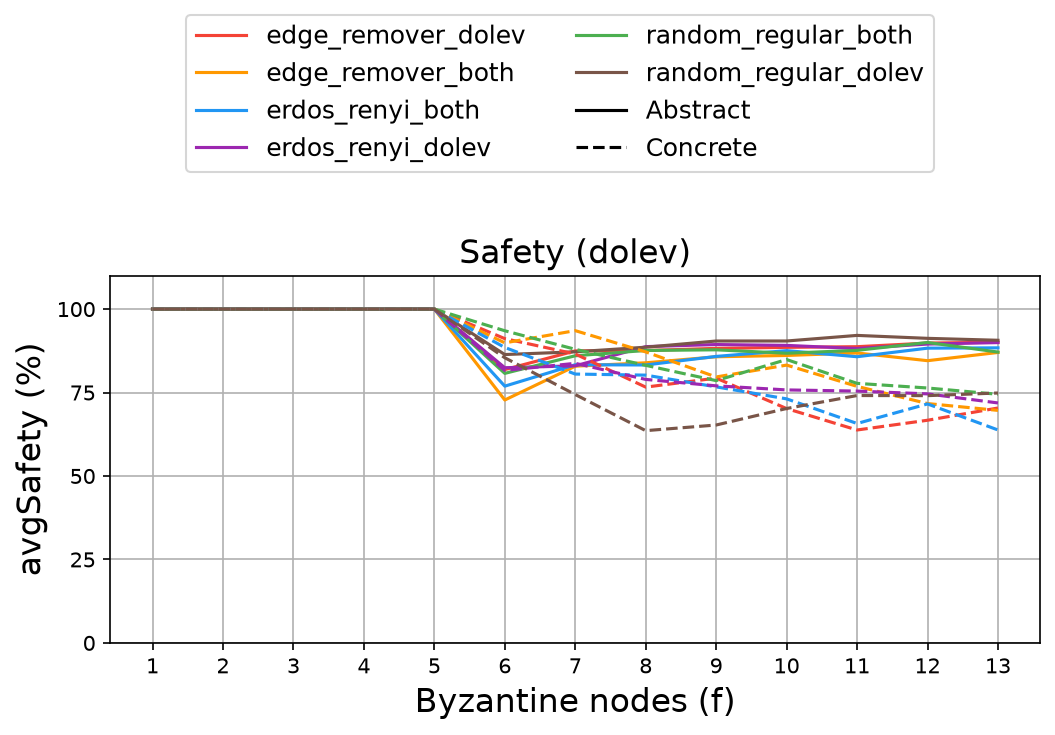 edge_remover_dolev
edge_remover_both
erdos_renyi_both
erdos_renyi_dolev
random_regular_both
random_regular_dolev
Abstract
Concrete
Safety (dolev)
avgSafety (%)
100
75
50
25
0
1 2 3 4 5 6 7 8 9 10 11 12 13
Byzantine nodes (f)